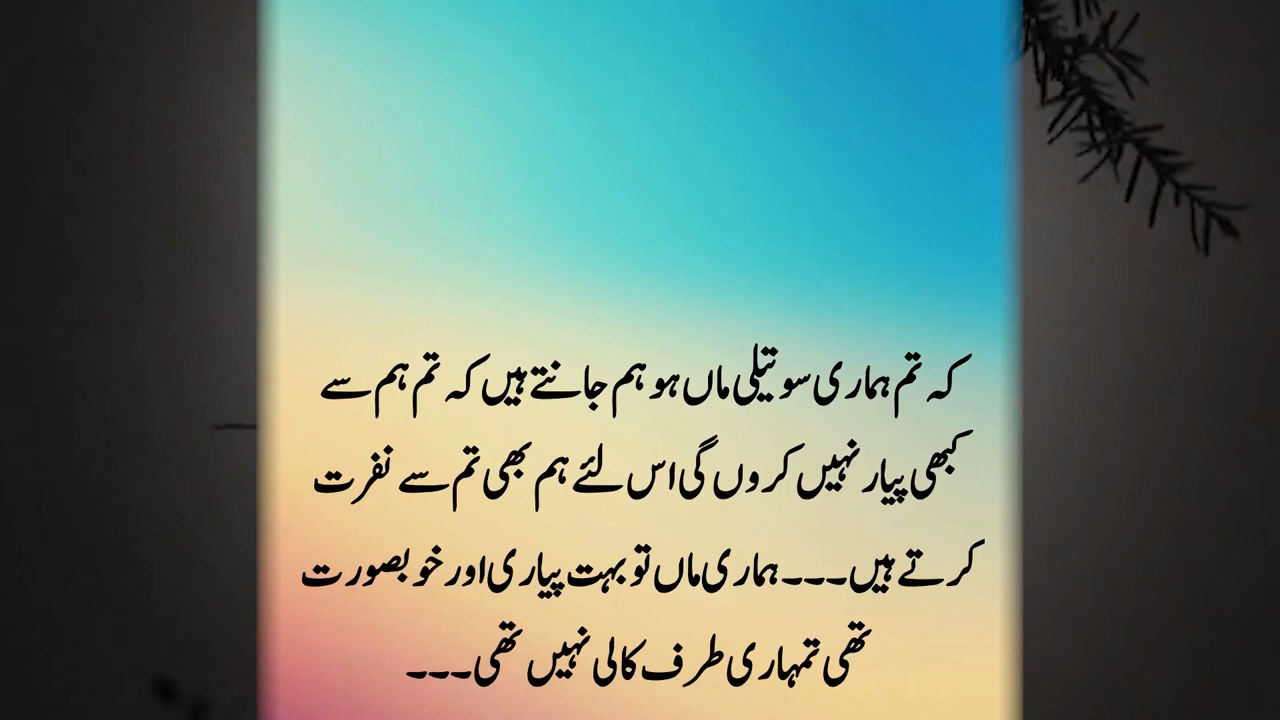 کہ تم ہماری سوتیلی ماں ہو ہم جانتے ہیں کہ تم ہم سے
کبھی پیار نہیں کروں گی اس لئے ہم بھی تم سے نفرت
کرتے ہیں۔۔۔ ہماری ماں تو بہت پیاری اور خوبصورت
تھی تمہاری طرف کالی نہیں تھی۔۔۔